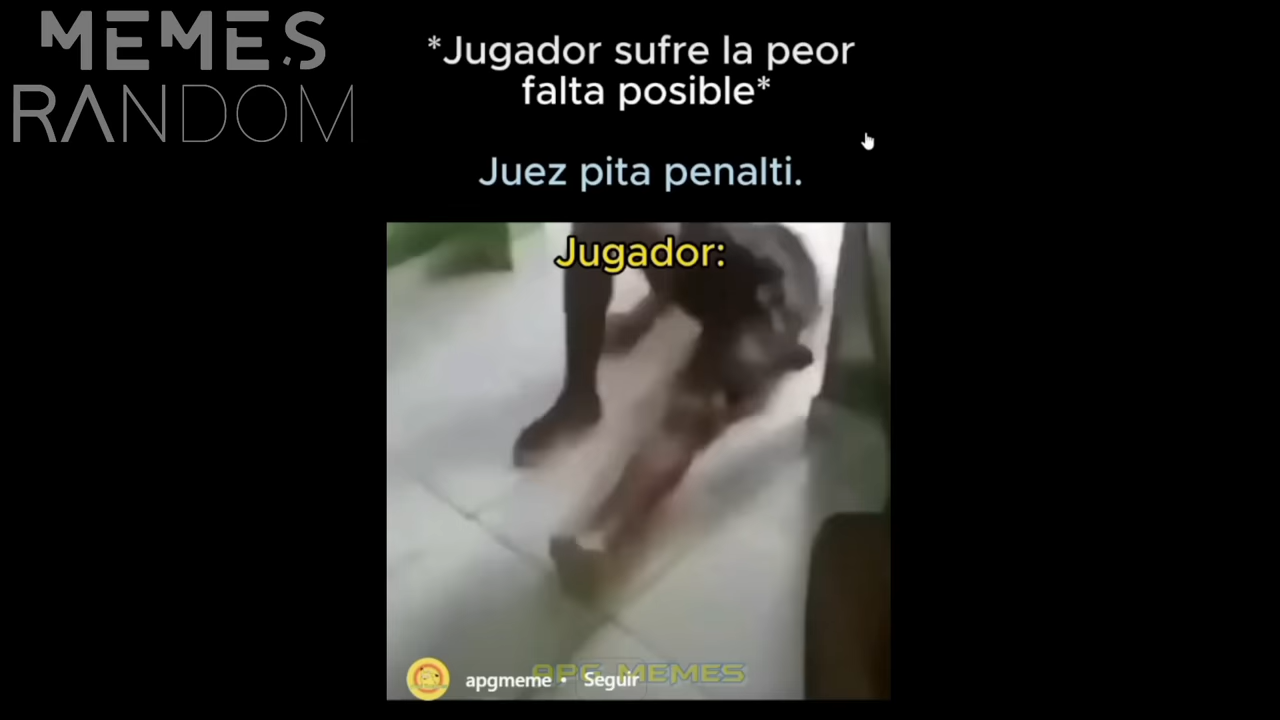 MEMES
RANDOM
*Jugador sufre la peor
falta posible*
Juez pita penalti.
Jugador:
APG MEMES
apgmeme • Seguir